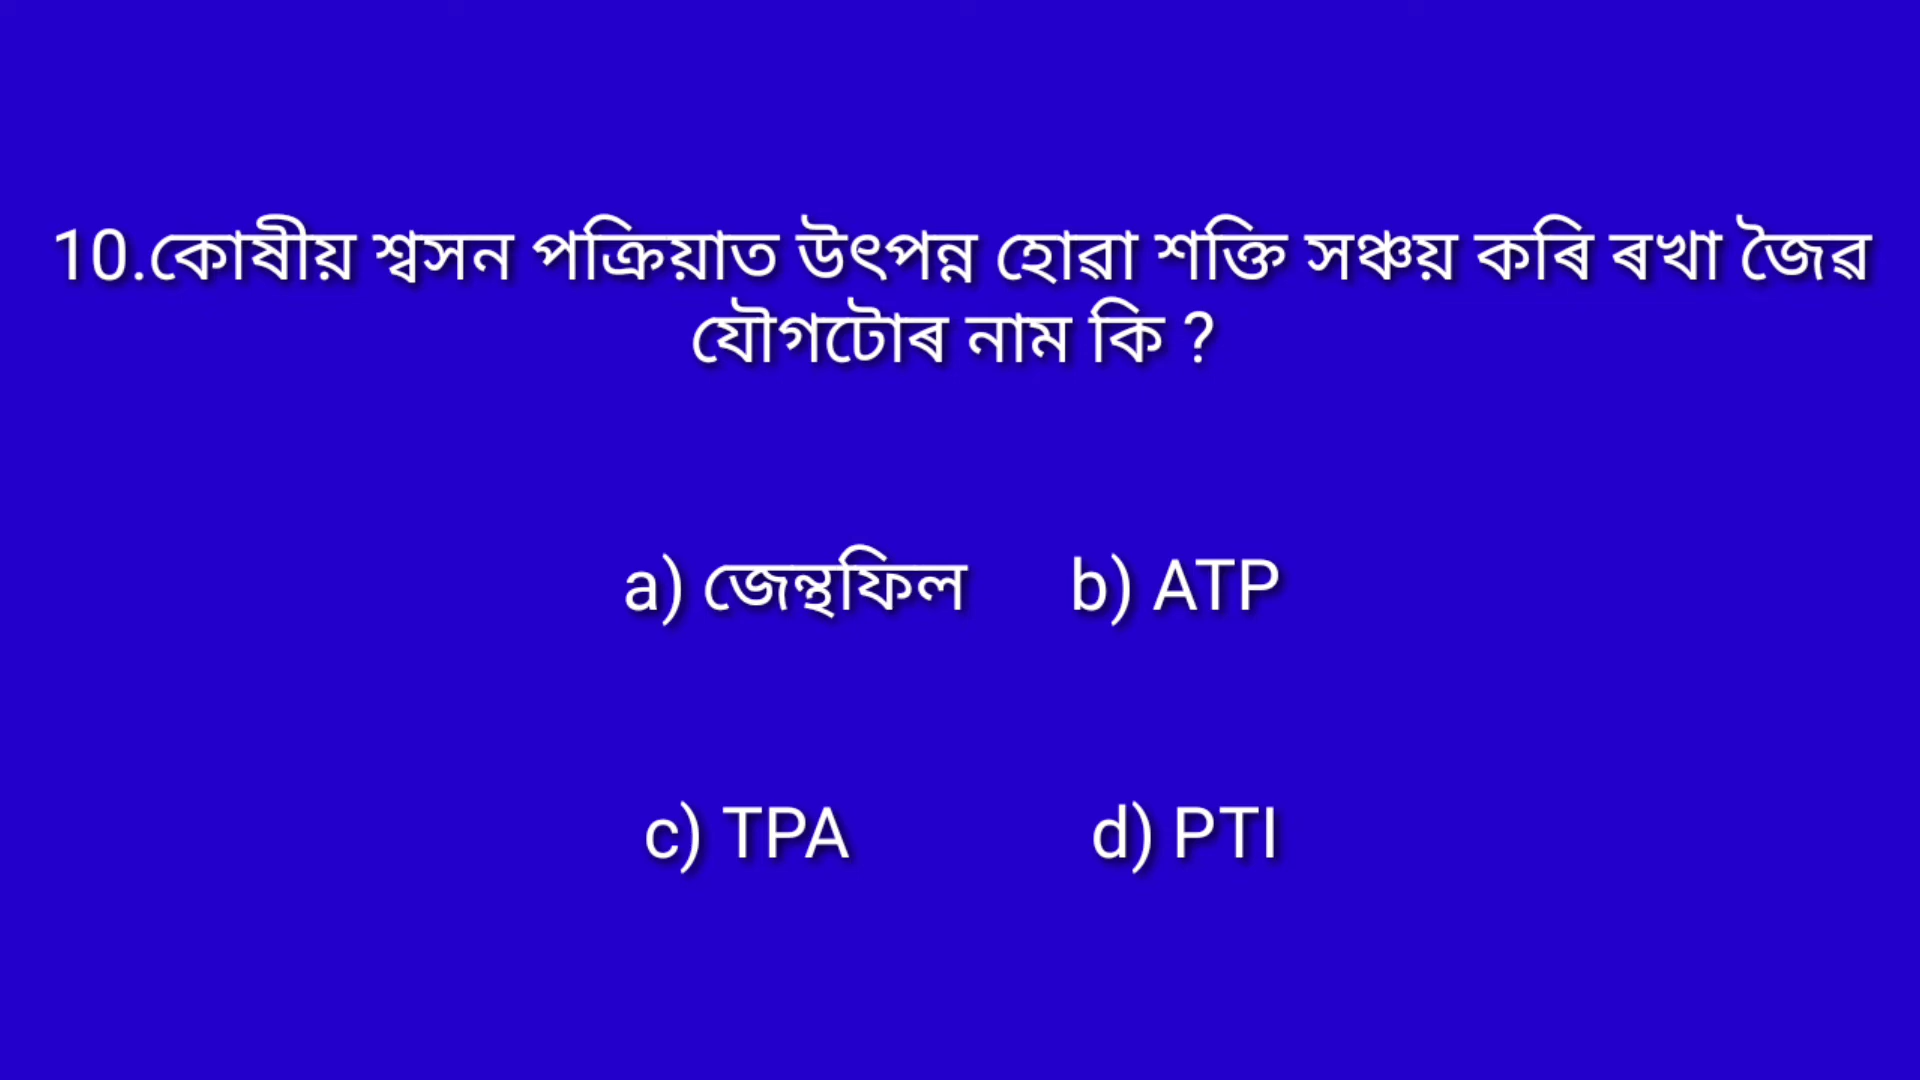 10.কোষীয় শ্বসন পক্ৰিয়াত উৎপন্ন হোৱা শক্তি সঞ্চয় কৰি ৰখা জৈৱ
যৌগটোৰ নাম কি ?
a) জেন্থফিল b) ATP
c) TPA d) PTI